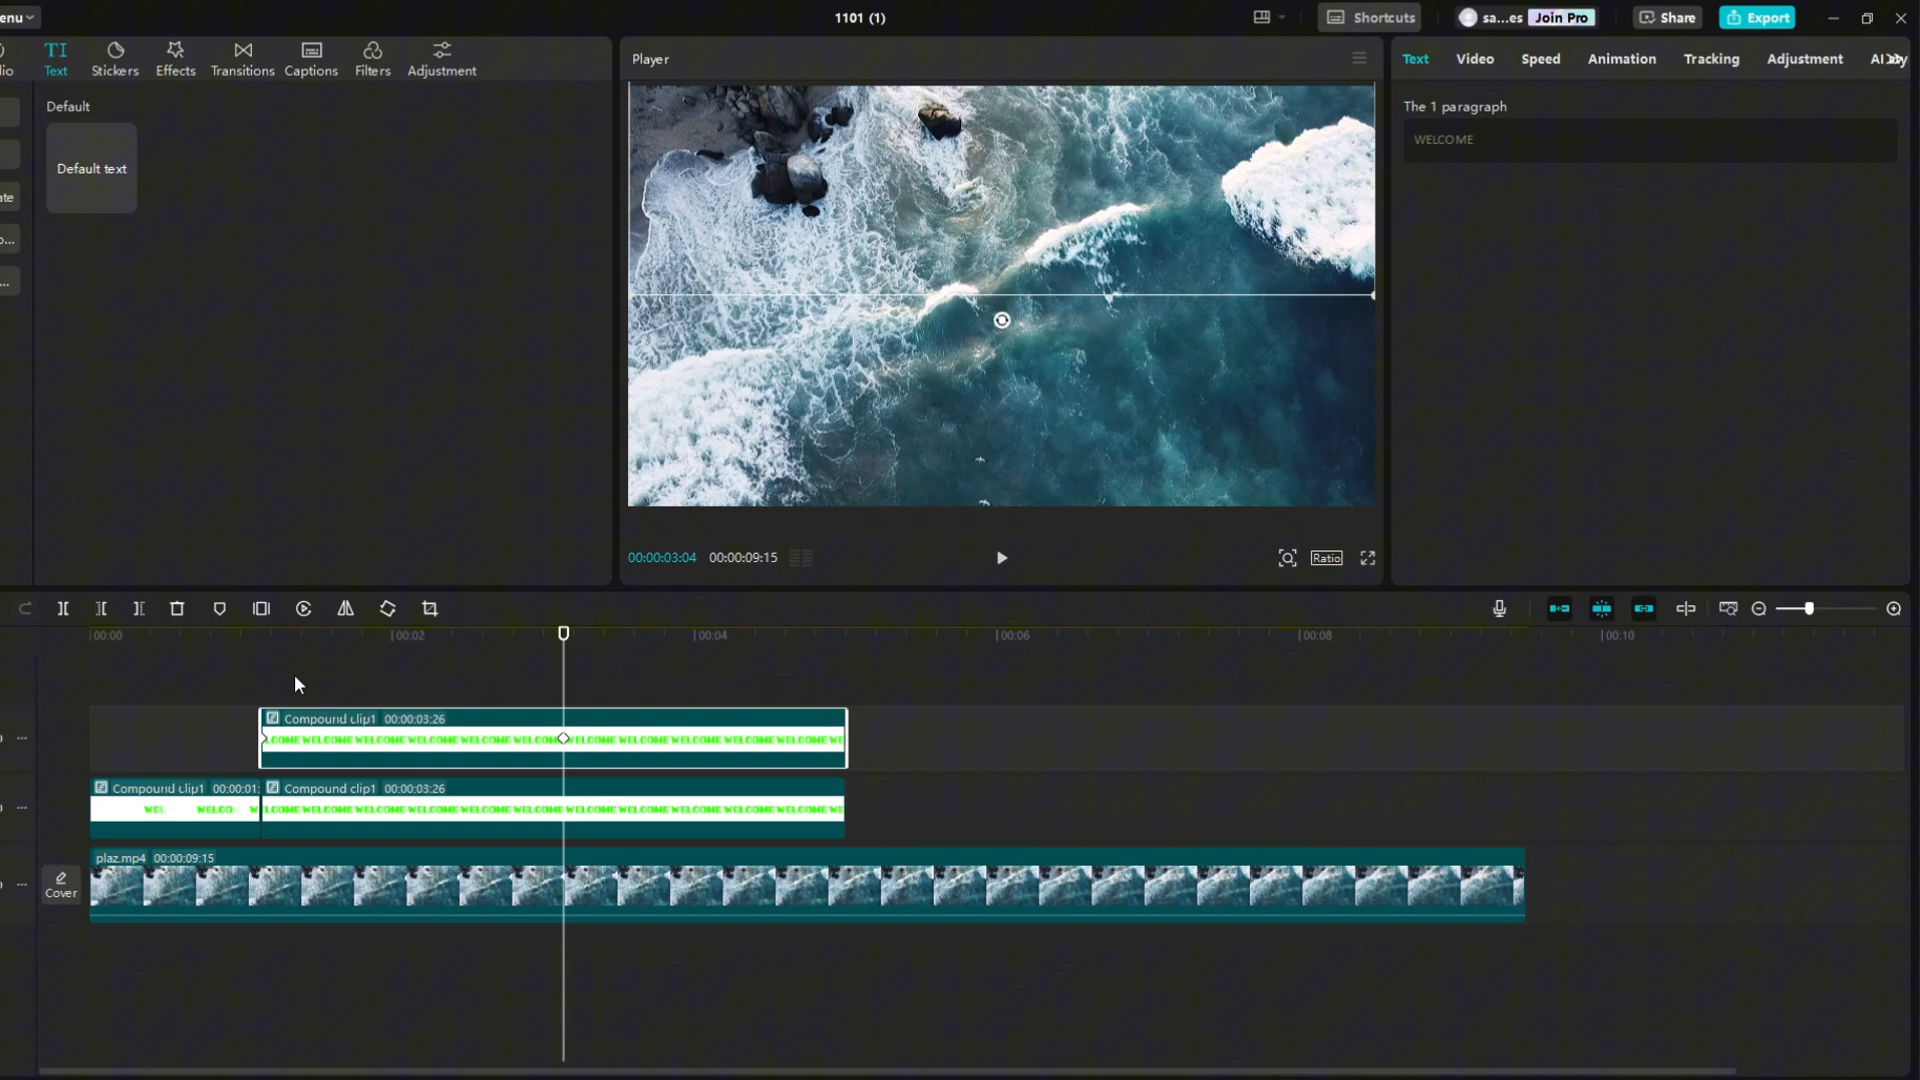 enu
1101 (1)
Shortcuts
sa...es
Join Pro
Share
Export
io
TI
Text
Stickers
Effects
Transitions
Captions
Filters
Adjustment
Default
Default text
ate
o...
...
Player
00:00:03:04
00:00:09:15
Ratio
Text
Video
Speed
Animation
Tracking
Adjustment
The 1 paragraph
WELCOME
00:00
00:02
00:04
00:06
00:08
00:10
Compound clip1 00:00:03:26
LCOME WELCOME WELCOME WELCOME WELCOME WELCOME WELCOME WELCOME WELCOME WELCOME WELCOME WE
Compound clip1 00:00:01:
WEL WELCO W
Compound clip1 00:00:03:26
LCOME WELCOME WELCOME WELCOME WELCOME WELCOME WELCOME WELCOME WELCOME WELCOME WELCOME WE
plaz.mp4 00:00:09:15
Cover